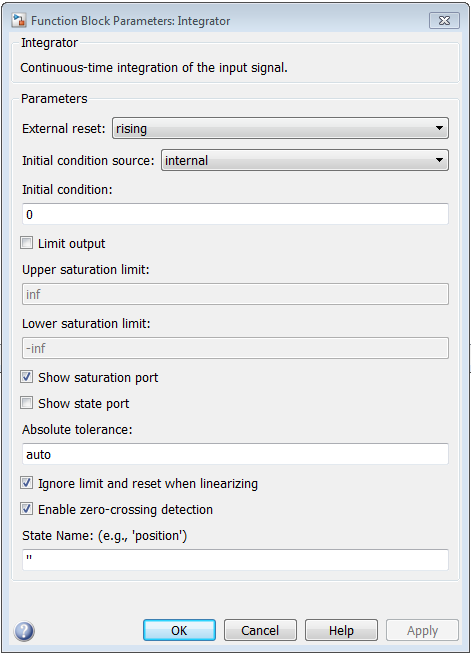 Function Block Parameters: Integrator
Integrator
Continuous-time integration of the input signal.
Parameters
External reset: rising
Initial condition source: internal
Initial condition:
0
Limit output
Upper saturation limit:
inf
Lower saturation limit:
-inf
Show saturation port
Show state port
Absolute tolerance:
auto
Ignore limit and reset when linearizing
Enable zero-crossing detection
State Name: (e.g., 'position')
''
OK Cancel Help Apply